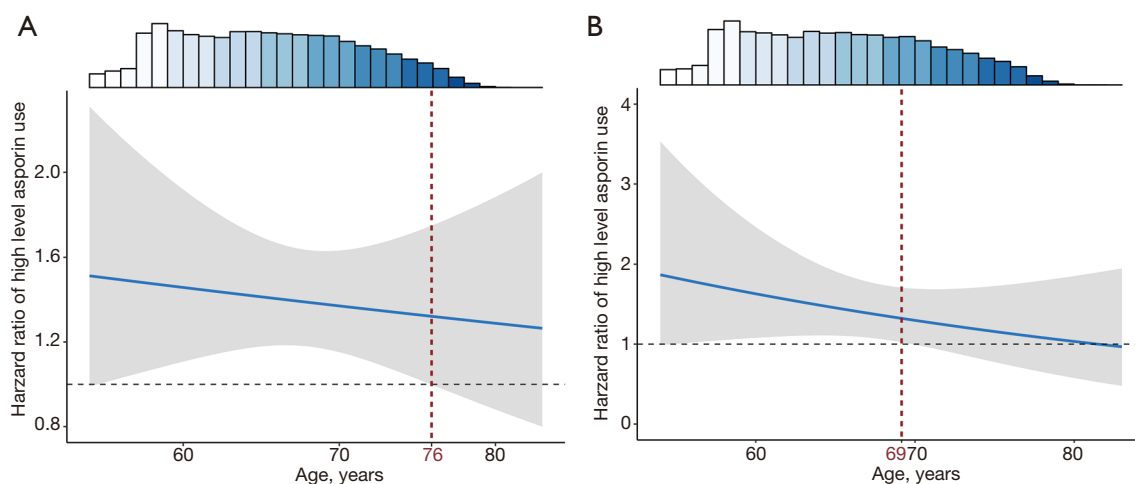 A
Harzard ratio of high level asporin use
2.0
1.6
1.2
0.8
60
70
76
80
Age, years
B
Harzard ratio of high level asporin use
4
3
2
1
0
60
69
70
80
Age, years